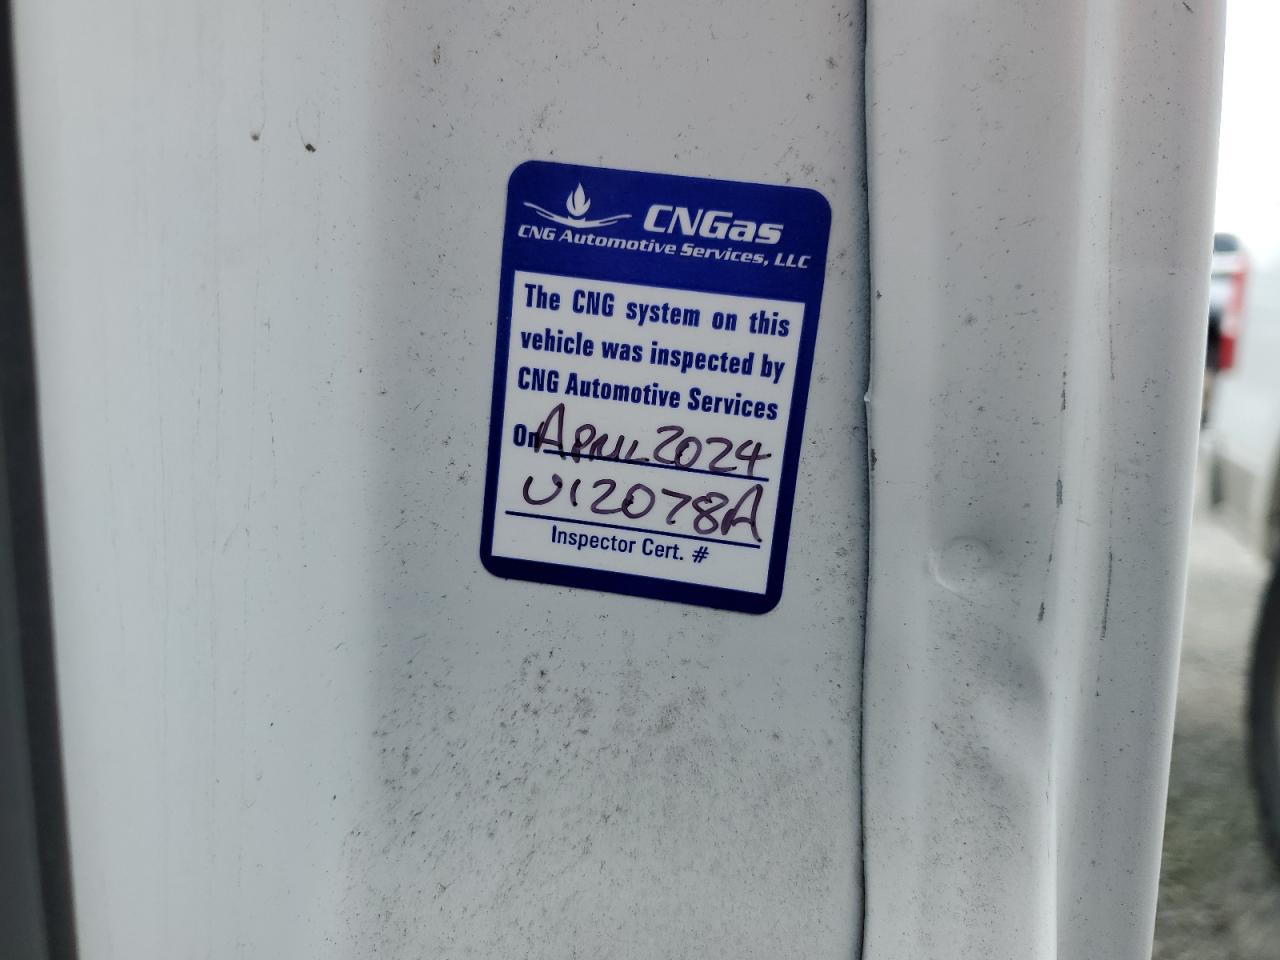 CNGas
CNG Automotive Services, LLC
The CNG system on this
vehicle was inspected by
CNG Automotive Services
On APRIL 2024
U12078A
Inspector Cert. #